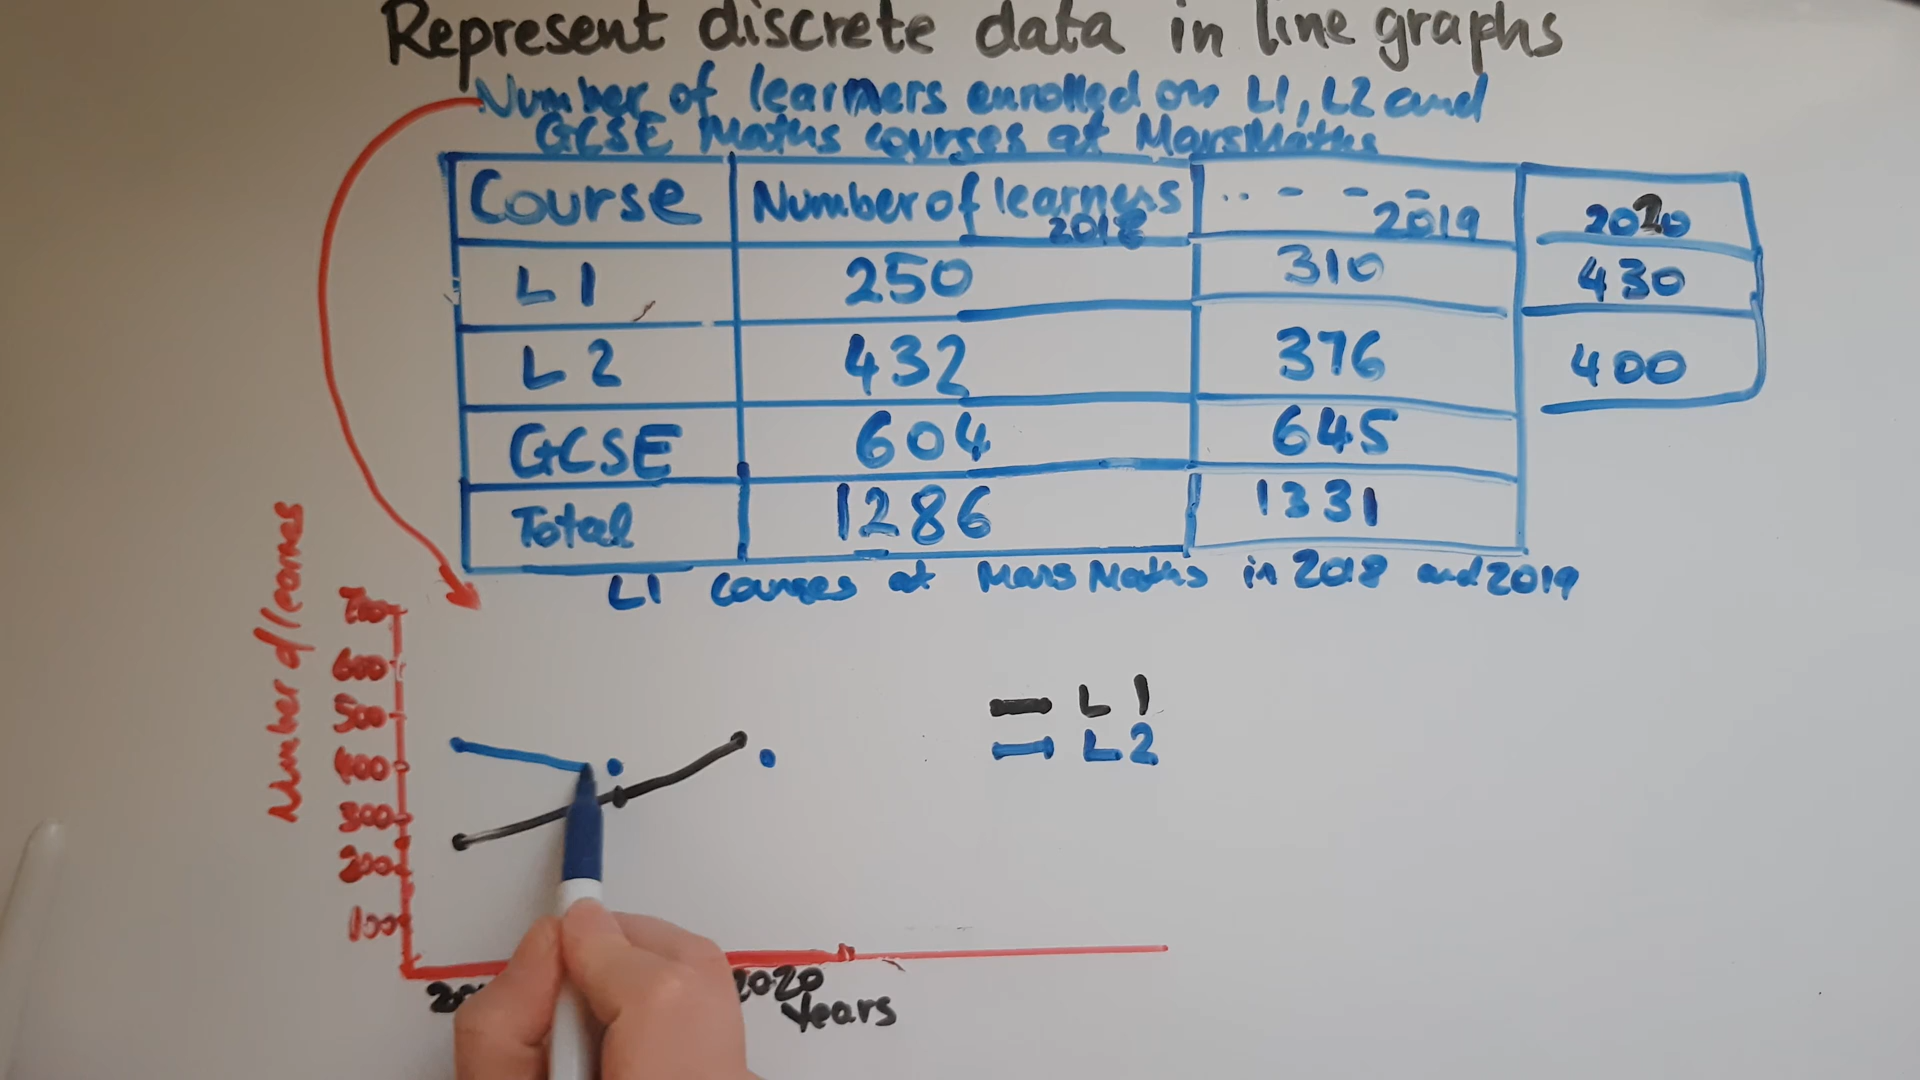 Represent discrete data in line graphs
Number of learners enrolled on L1, L2 and
GCSE Maths courses at MarsMaths
Course Number of learners 2018 .. - - - 2019 2020
L1 250 310 430
L2 432 376 400
GCSE 604 645
Total 1286 1331
L1 courses at Mars Maths in 2018 and 2019
Number of learners
700
600
500
400
300
200
100
L1
L2
2020
Years